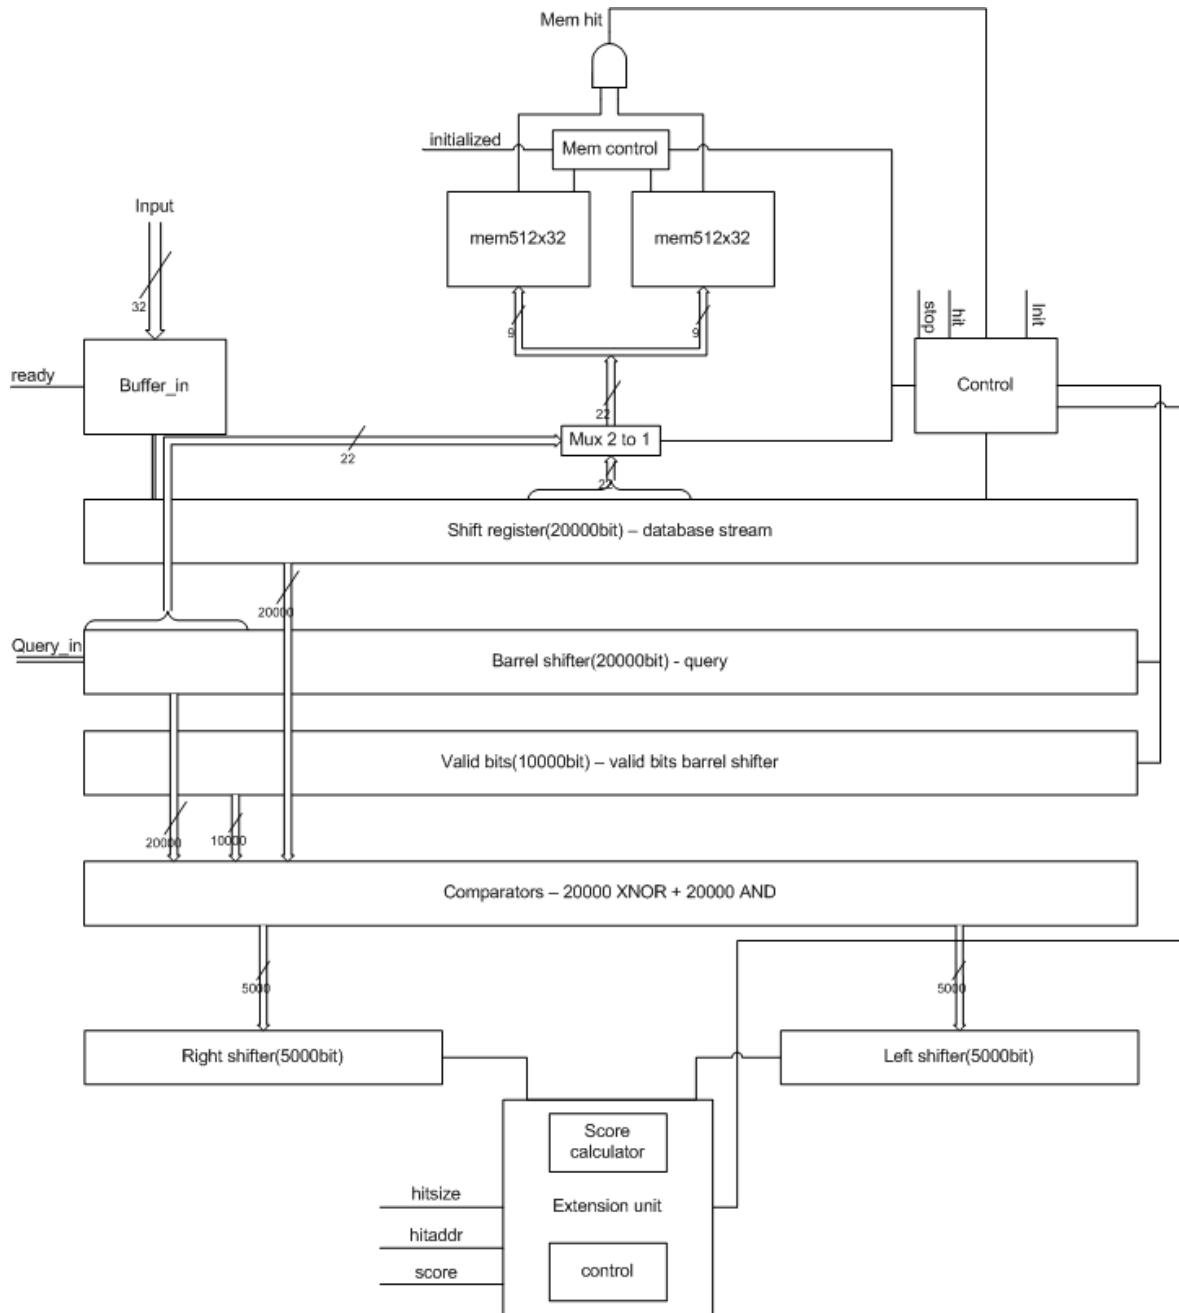 Mem hit
initialized
Mem control
Input
mem512x32
mem512x32
32
9
9
stop
hit
Init
ready
Buffer_in
Control
22
Mux 2 to 1
22
22
Shift register(20000bit) – database stream
20000
Query_in
Barrel shifter(20000bit) - query
Valid bits(10000bit) – valid bits barrel shifter
20000
10000
Comparators – 20000 XNOR + 20000 AND
5000
5000
Right shifter(5000bit)
Left shifter(5000bit)
Score
calculator
hitsize
Extension unit
hitaddr
score
control